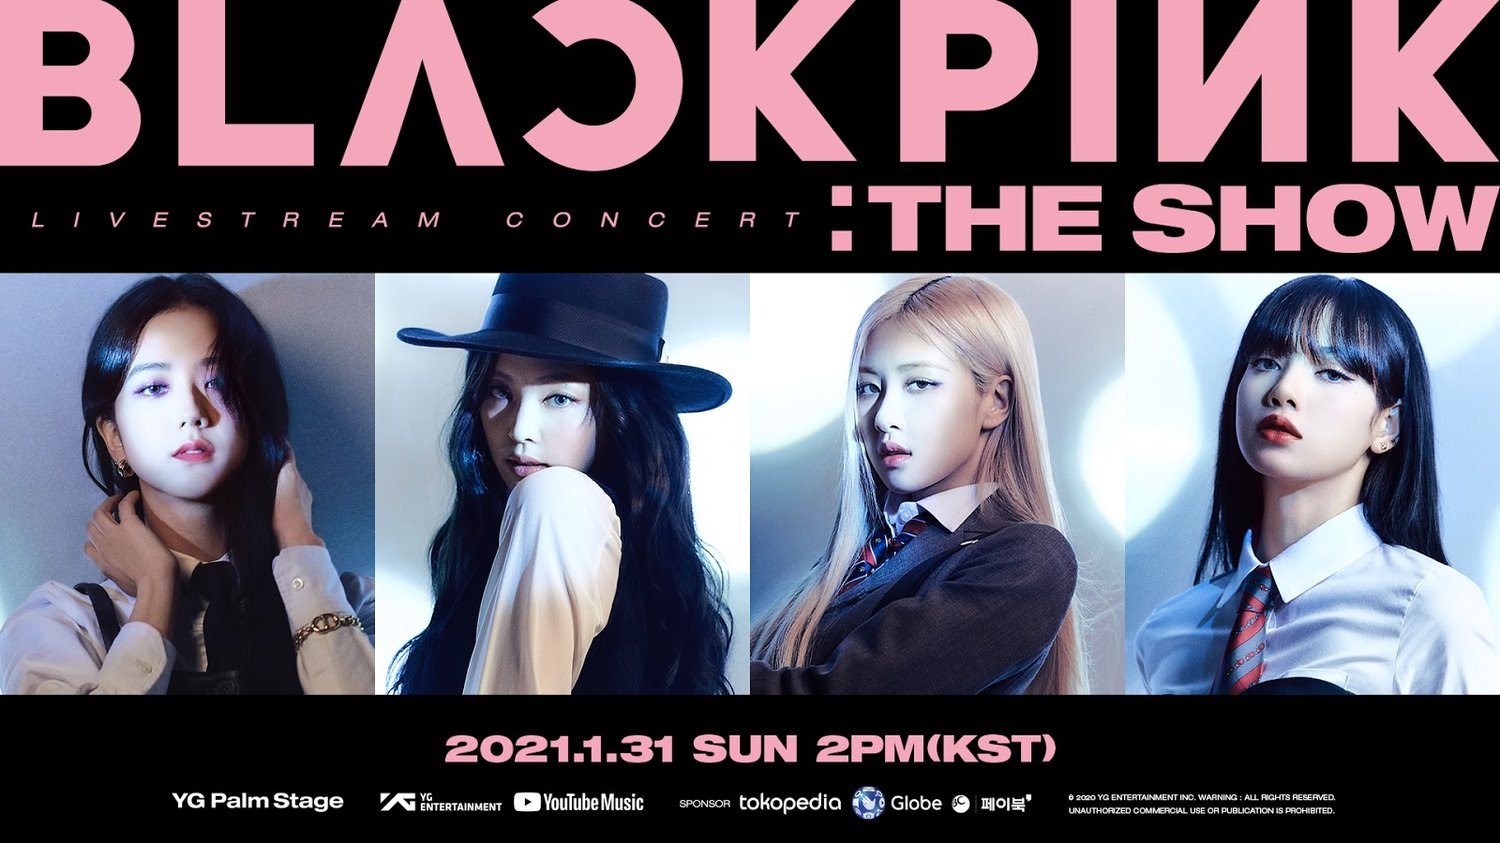 BLACKPINK
LIVESTREAM CONCERT :THE SHOW
2021.1.31 SUN 2PM(KST)
YG Palm Stage YG ENTERTAINMENT YouTube Music SPONSOR tokopedia Globe 페이북
© 2020 YG ENTERTAINMENT INC. WARNING : ALL RIGHTS RESERVED.
UNAUTHORIZED COMMERCIAL USE OR PUBLICATION IS PROHIBITED.